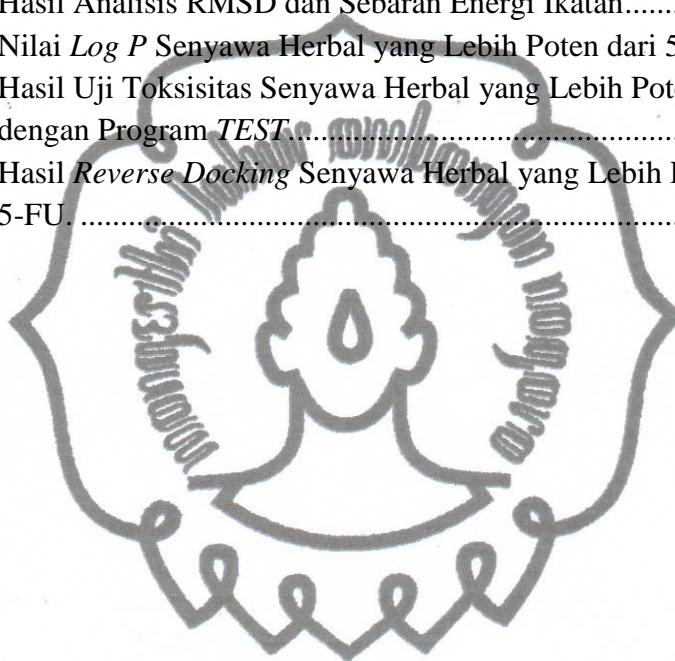 Hasil Analisis RMSD dan Sebaran Energi Ikatan........
Nilai Log P Senyawa Herbal yang Lebih Poten dari 5
Hasil Uji Toksisitas Senyawa Herbal yang Lebih Pote
dengan Program TEST..................................................
Hasil Reverse Docking Senyawa Herbal yang Lebih
5-FU. ..............................................................................